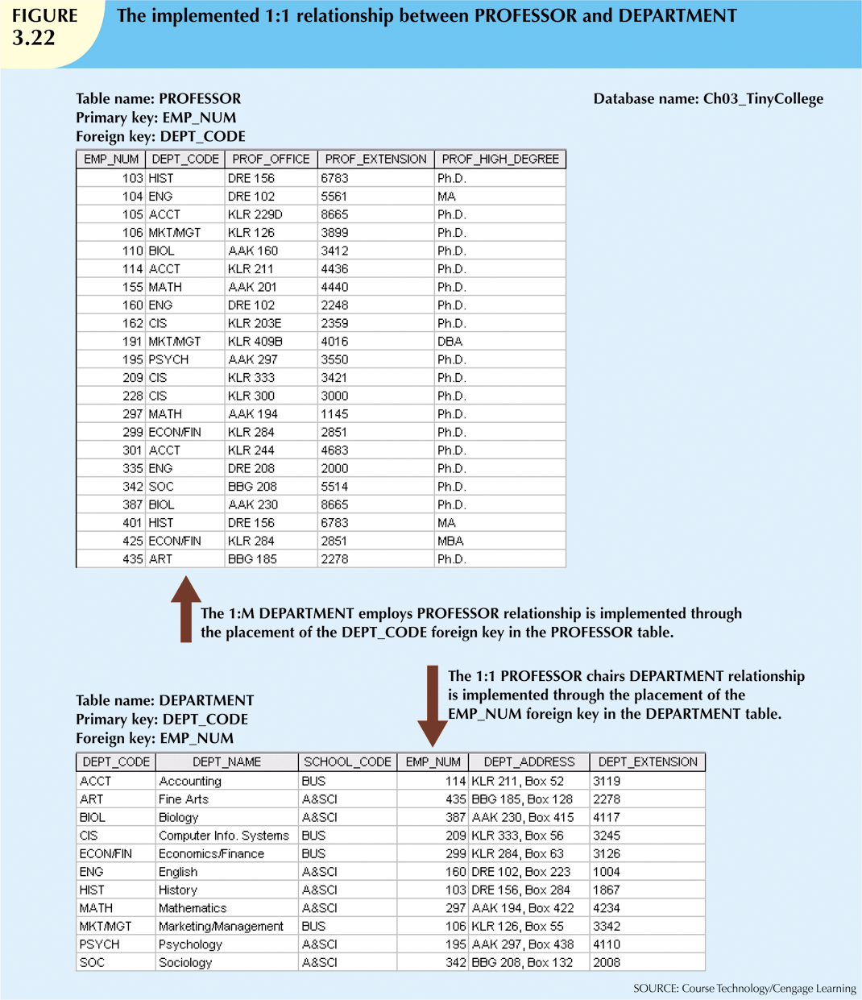 FIGURE 3.22
The implemented 1:1 relationship between PROFESSOR and DEPARTMENT
Table name: PROFESSOR
Database name: Ch03_TinyCollege
Primary key: EMP_NUM
Foreign key: DEPT_CODE
EMP_NUM DEPT_CODE PROF_OFFICE PROF_EXTENSION PROF_HIGH_DEGREE
103 HIST DRE 156 6783 Ph.D.
104 ENG DRE 102 5561 MA
105 ACCT KLR 229D 8665 Ph.D.
106 MKT/MGT KLR 126 3899 Ph.D.
110 BIOL AAK 160 3412 Ph.D.
114 ACCT KLR 211 4436 Ph.D.
155 MATH AAK 201 4440 Ph.D.
160 ENG DRE 102 2248 Ph.D.
162 CIS KLR 203E 2359 Ph.D.
191 MKT/MGT KLR 409B 4016 DBA
195 PSYCH AAK 297 3550 Ph.D.
209 CIS KLR 333 3421 Ph.D.
228 CIS KLR 300 3000 Ph.D.
297 MATH AAK 194 1145 Ph.D.
299 ECON/FIN KLR 284 2851 Ph.D.
301 ACCT KLR 244 4683 Ph.D.
335 ENG DRE 208 2000 Ph.D.
342 SOC BBG 208 5514 Ph.D.
387 BIOL AAK 230 8665 Ph.D.
401 HIST DRE 156 6783 MA
425 ECON/FIN KLR 284 2851 MBA
435 ART BBG 185 2278 Ph.D.
The 1:M DEPARTMENT employs PROFESSOR relationship is implemented through
the placement of the DEPT_CODE foreign key in the PROFESSOR table.
The 1:1 PROFESSOR chairs DEPARTMENT relationship
is implemented through the placement of the
EMP_NUM foreign key in the DEPARTMENT table.
Table name: DEPARTMENT
Primary key: DEPT_CODE
Foreign key: EMP_NUM
DEPT_CODE DEPT_NAME SCHOOL_CODE EMP_NUM DEPT_ADDRESS DEPT_EXTENSION
ACCT Accounting BUS 114 KLR 211, Box 52 3119
ART Fine Arts A&SCI 435 BBG 185, Box 128 2278
BIOL Biology A&SCI 387 AAK 230, Box 415 4117
CIS Computer Info. Systems BUS 209 KLR 333, Box 56 3245
ECON/FIN Economics/Finance BUS 299 KLR 284, Box 63 3126
ENG English A&SCI 160 DRE 102, Box 223 1004
HIST History A&SCI 103 DRE 156, Box 284 1867
MATH Mathematics A&SCI 297 AAK 194, Box 422 4234
MKT/MGT Marketing/Management BUS 106 KLR 126, Box 55 3342
PSYCH Psychology A&SCI 195 AAK 297, Box 438 4110
SOC Sociology A&SCI 342 BBG 208, Box 132 2008
SOURCE: Course Technology/Cengage Learning